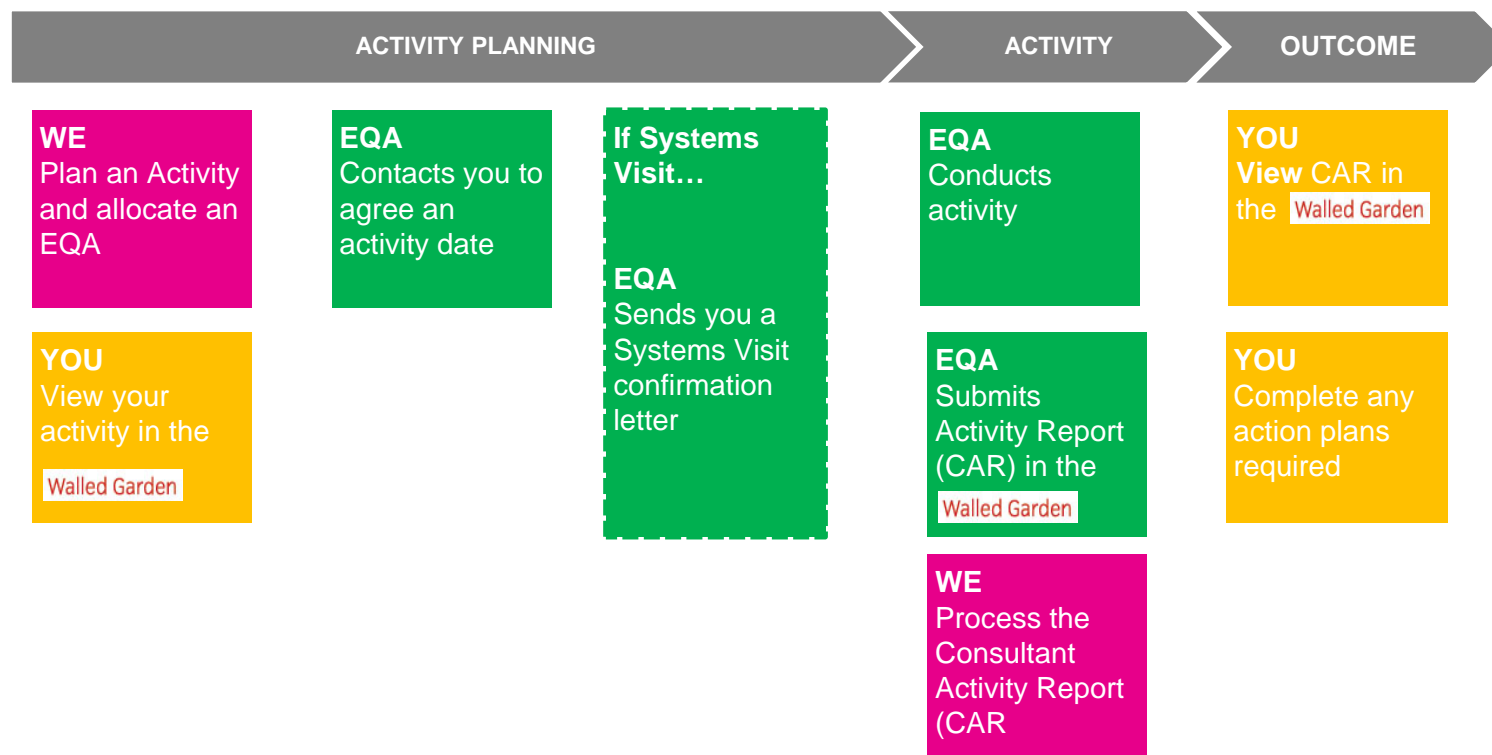 ACTIVITY PLANNING
ACTIVITY
OUTCOME
WE
Plan an Activity
and allocate an
EQA
YOU
View your
activity in the
Walled Garden
EQA
Contacts you to
agree an
activity date
If Systems
Visit…
EQA
Sends you a
Systems Visit
confirmation
letter
EQA
Conducts
activity
EQA
Submits
Activity Report
(CAR) in the
Walled Garden
WE
Process the
Consultant
Activity Report
(CAR
YOU
View CAR in
the Walled Garden
YOU
Complete any
action plans
required